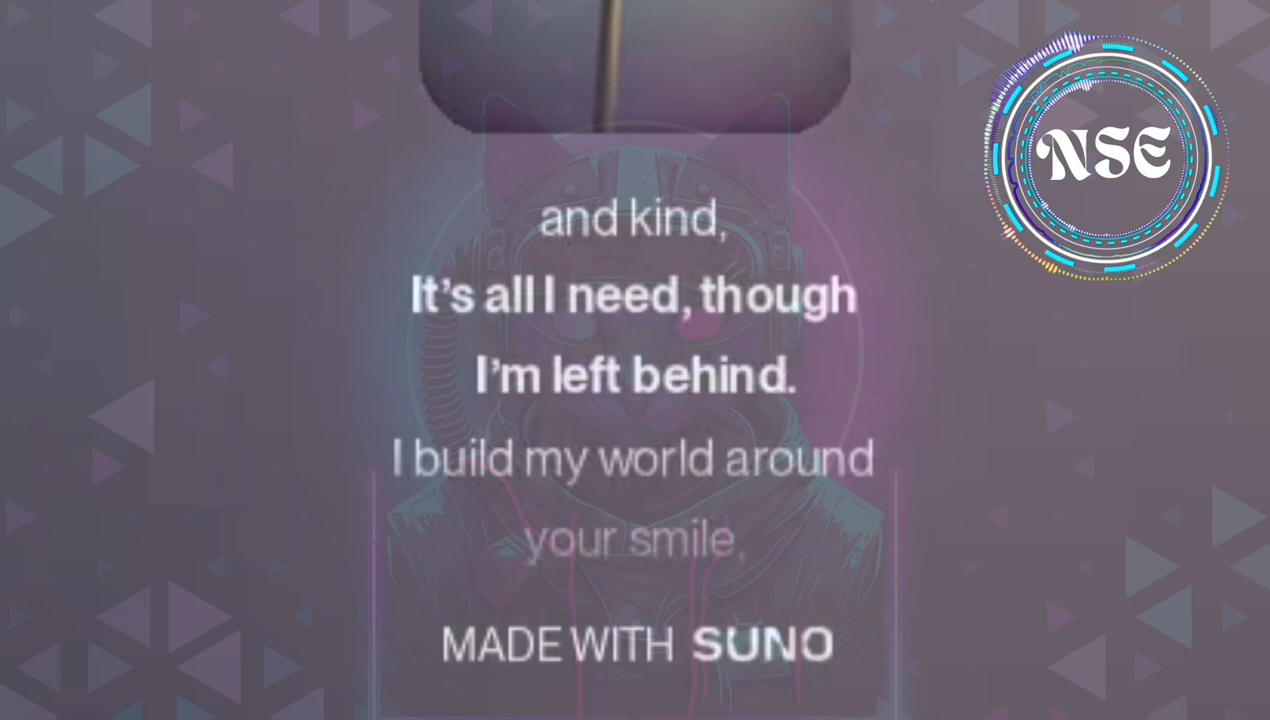 NSE
and kind,
It’s all I need, though
I’m left behind.
I build my world around
your smile,
MADE WITH SUNO